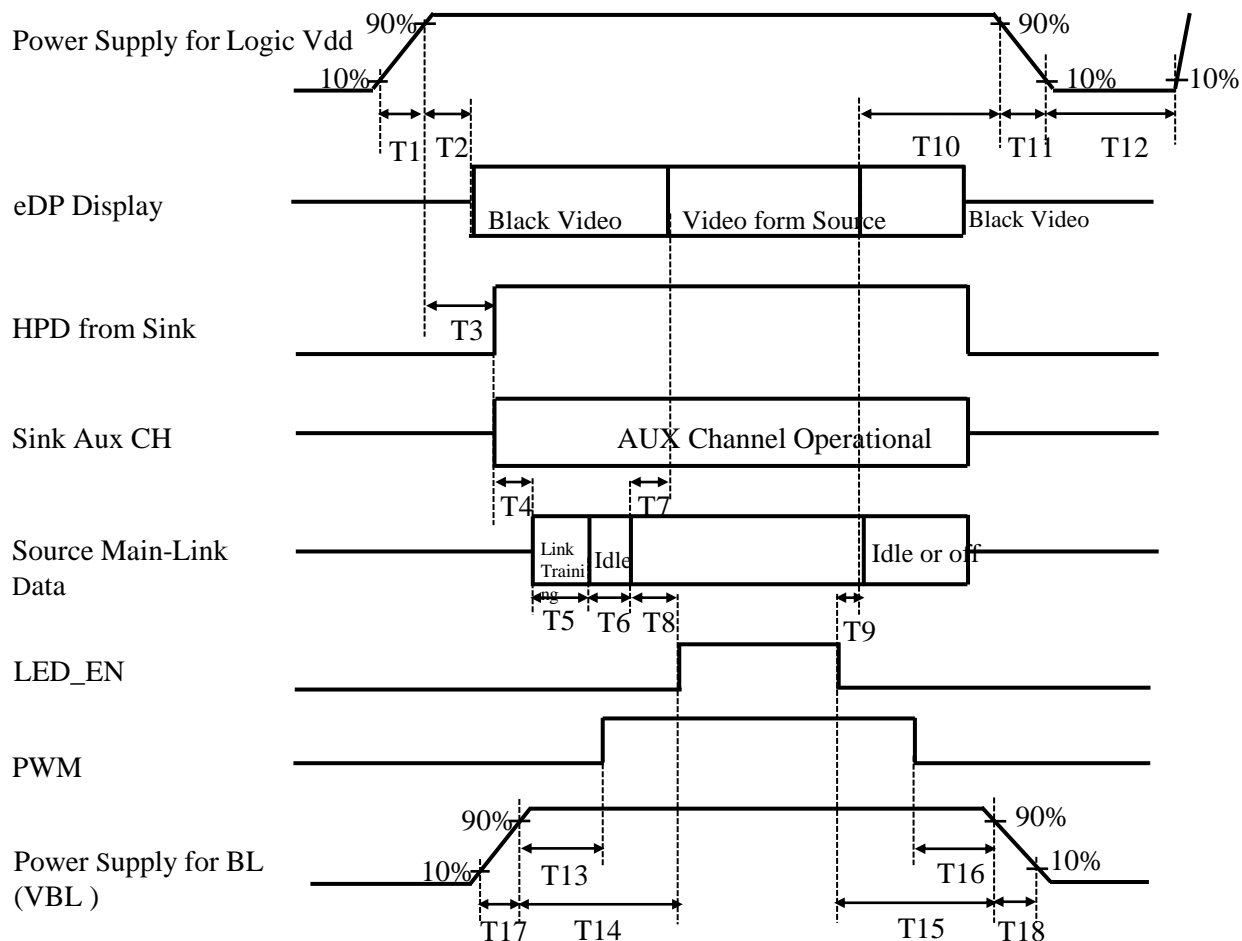 Power Supply for Logic Vdd
90%
90%
10%
10%
10%
T1
T2
T10
T11
T12
eDP Display
Black Video
Video form Source
Black Video
HPD from Sink
T3
Sink Aux CH
AUX Channel Operational
T4
T7
Source Main-Link
Data
Link
Traini
ng
Idle
Idle or off
T5
T6
T8
T9
LED_EN
PWM
90%
90%
Power Supply for BL
(VBL )
10%
10%
T13
T16
T17
T14
T15
T18